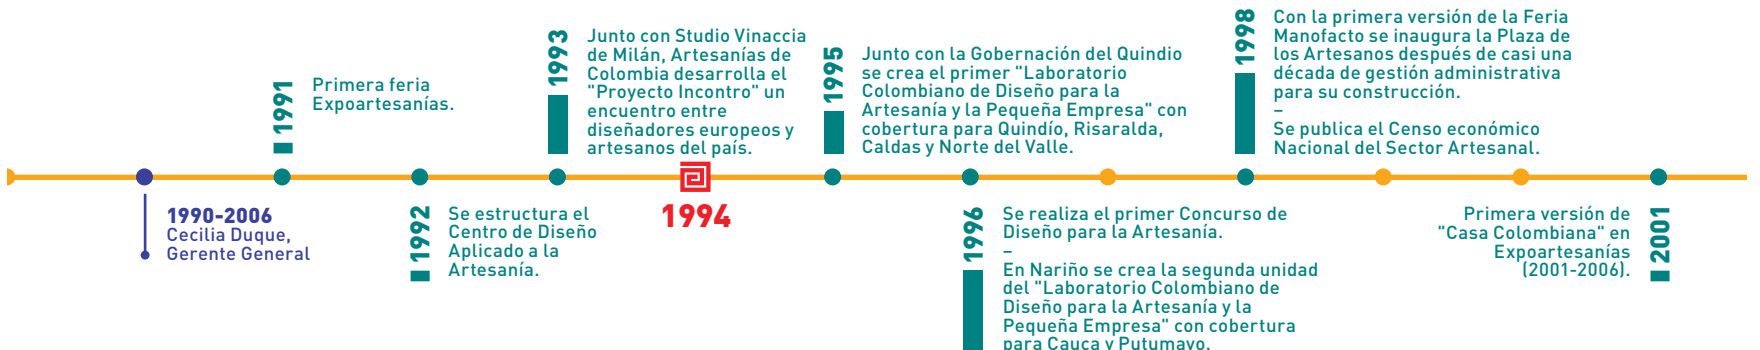 1990-2006
Cecilia Duque,
Gerente General
1991
Primera feria
Expoartesanías.
1992
Se estructura el
Centro de Diseño
Aplicado a la
Artesanía.
1993
Junto con Studio Vinaccia
de Milán, Artesanías de
Colombia desarrolla el
"Proyecto Incontro" un
encuentro entre
diseñadores europeos y
artesanos del país.
1994
1995
Junto con la Gobernación del Quindio
se crea el primer "Laboratorio
Colombiano de Diseño para la
Artesanía y la Pequeña Empresa" con
cobertura para Quindío, Risaralda,
Caldas y Norte del Valle.
1996
Se realiza el primer Concurso de
Diseño para la Artesanía.
–
En Nariño se crea la segunda unidad
del "Laboratorio Colombiano de
Diseño para la Artesanía y la
Pequeña Empresa" con cobertura
para Cauca y Putumayo.
1998
Con la primera versión de la Feria
Manofacto se inaugura la Plaza de
los Artesanos después de casi una
década de gestión administrativa
para su construcción.
–
Se publica el Censo económico
Nacional del Sector Artesanal.
2001
Primera versión de
"Casa Colombiana" en
Expoartesanías
(2001-2006).